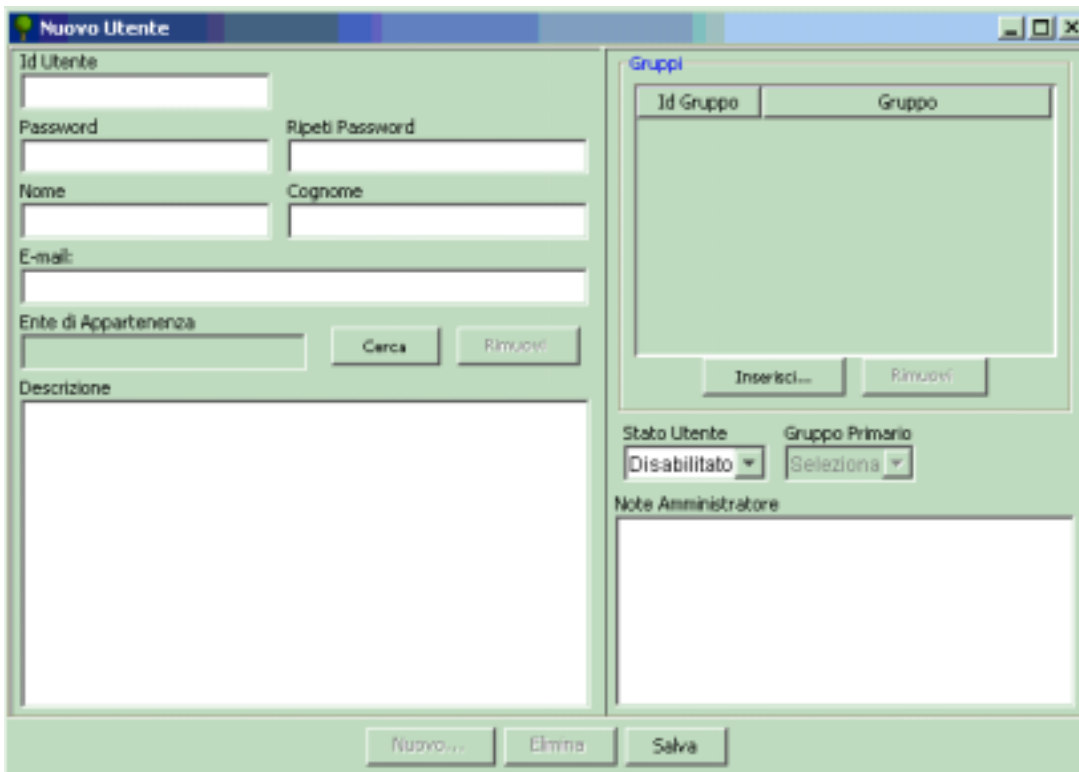 Nuovo Utente
Id Utente
Password Ripeti Password
Nome Cognome
E-mail:
Ente di Appartenenza
Cerca Rimuovi
Descrizione
Gruppi
Id Gruppo Gruppo
Inserisci... Rimuovi
Stato Utente Gruppo Primario
Disabilitato Seleziona
Note Amministratore
Nuovo... Elimina Salva